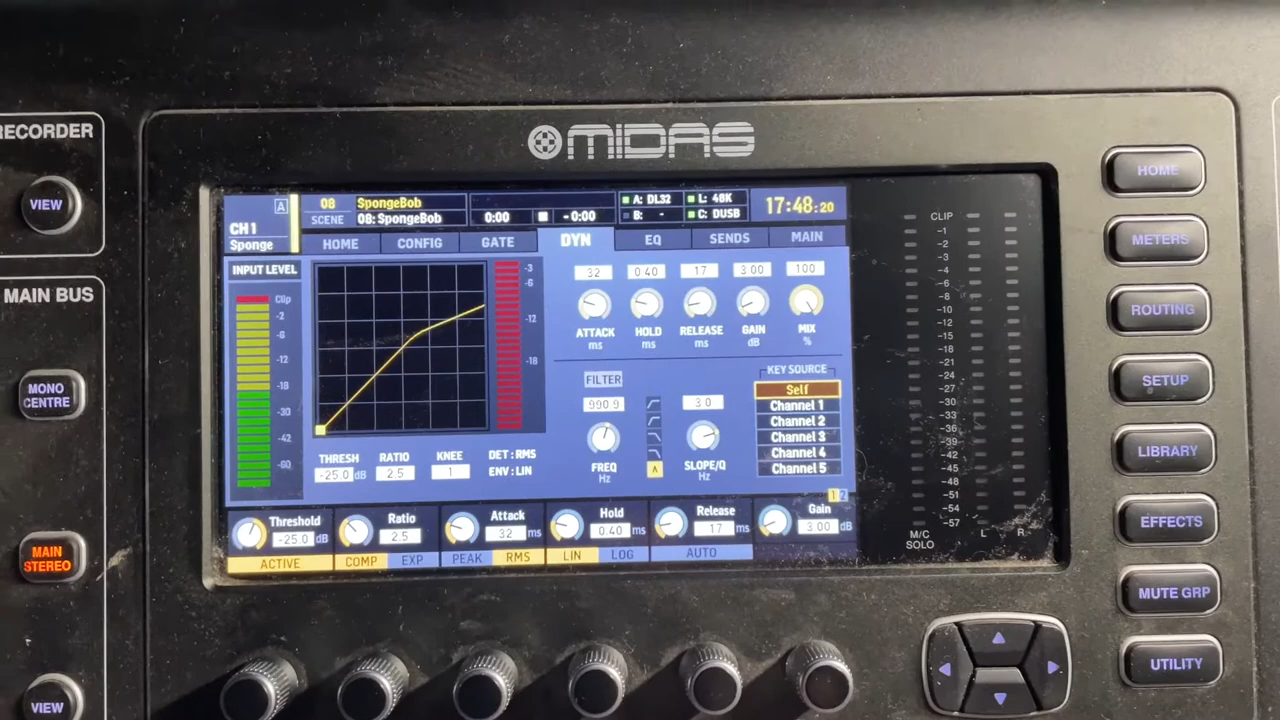 RECORDER
VIEW
MAIN BUS
MONO
CENTRE
MAIN
STEREO
VIEW
MIDAS
A
CH1
Sponge
08 SpongeBob
SCENE 08: SpongeBob
0:00 -0:00
A: DL32 L: 48K
B: - C: DUSB
17:48:20
HOME CONFIG GATE DYN EQ SENDS MAIN
INPUT LEVEL
Clip
-2
-6
-12
-18
-30
-42
-60
-3
-6
-12
-18
32 0.40 17 3.00 100
ATTACK HOLD RELEASE GAIN MIX
ms ms ms dB %
FILTER
990.9 3.0
FREQ SLOPE/Q
Hz Hz
KEY SOURCE
Self
Channel 1
Channel 2
Channel 3
Channel 4
Channel 5
THRESH RATIO KNEE DET:RMS
-25.0 dB 2.5 1 ENV:LIN
1 2
Threshold Ratio Attack Hold Release Gain
-25.0 dB 2.5 32 ms 0.40 ms 17 ms 3.00 dB
ACTIVE COMP EXP PEAK RMS LIN LOG AUTO
CLIP
-1
-2
-3
-4
-6
-8
-10
-12
-15
-18
-21
-24
-27
-30
-33
-36
-39
-42
-45
-48
-51
-54
-57
M/C
SOLO L R
HOME
METERS
ROUTING
SETUP
LIBRARY
EFFECTS
MUTE GRP
UTILITY